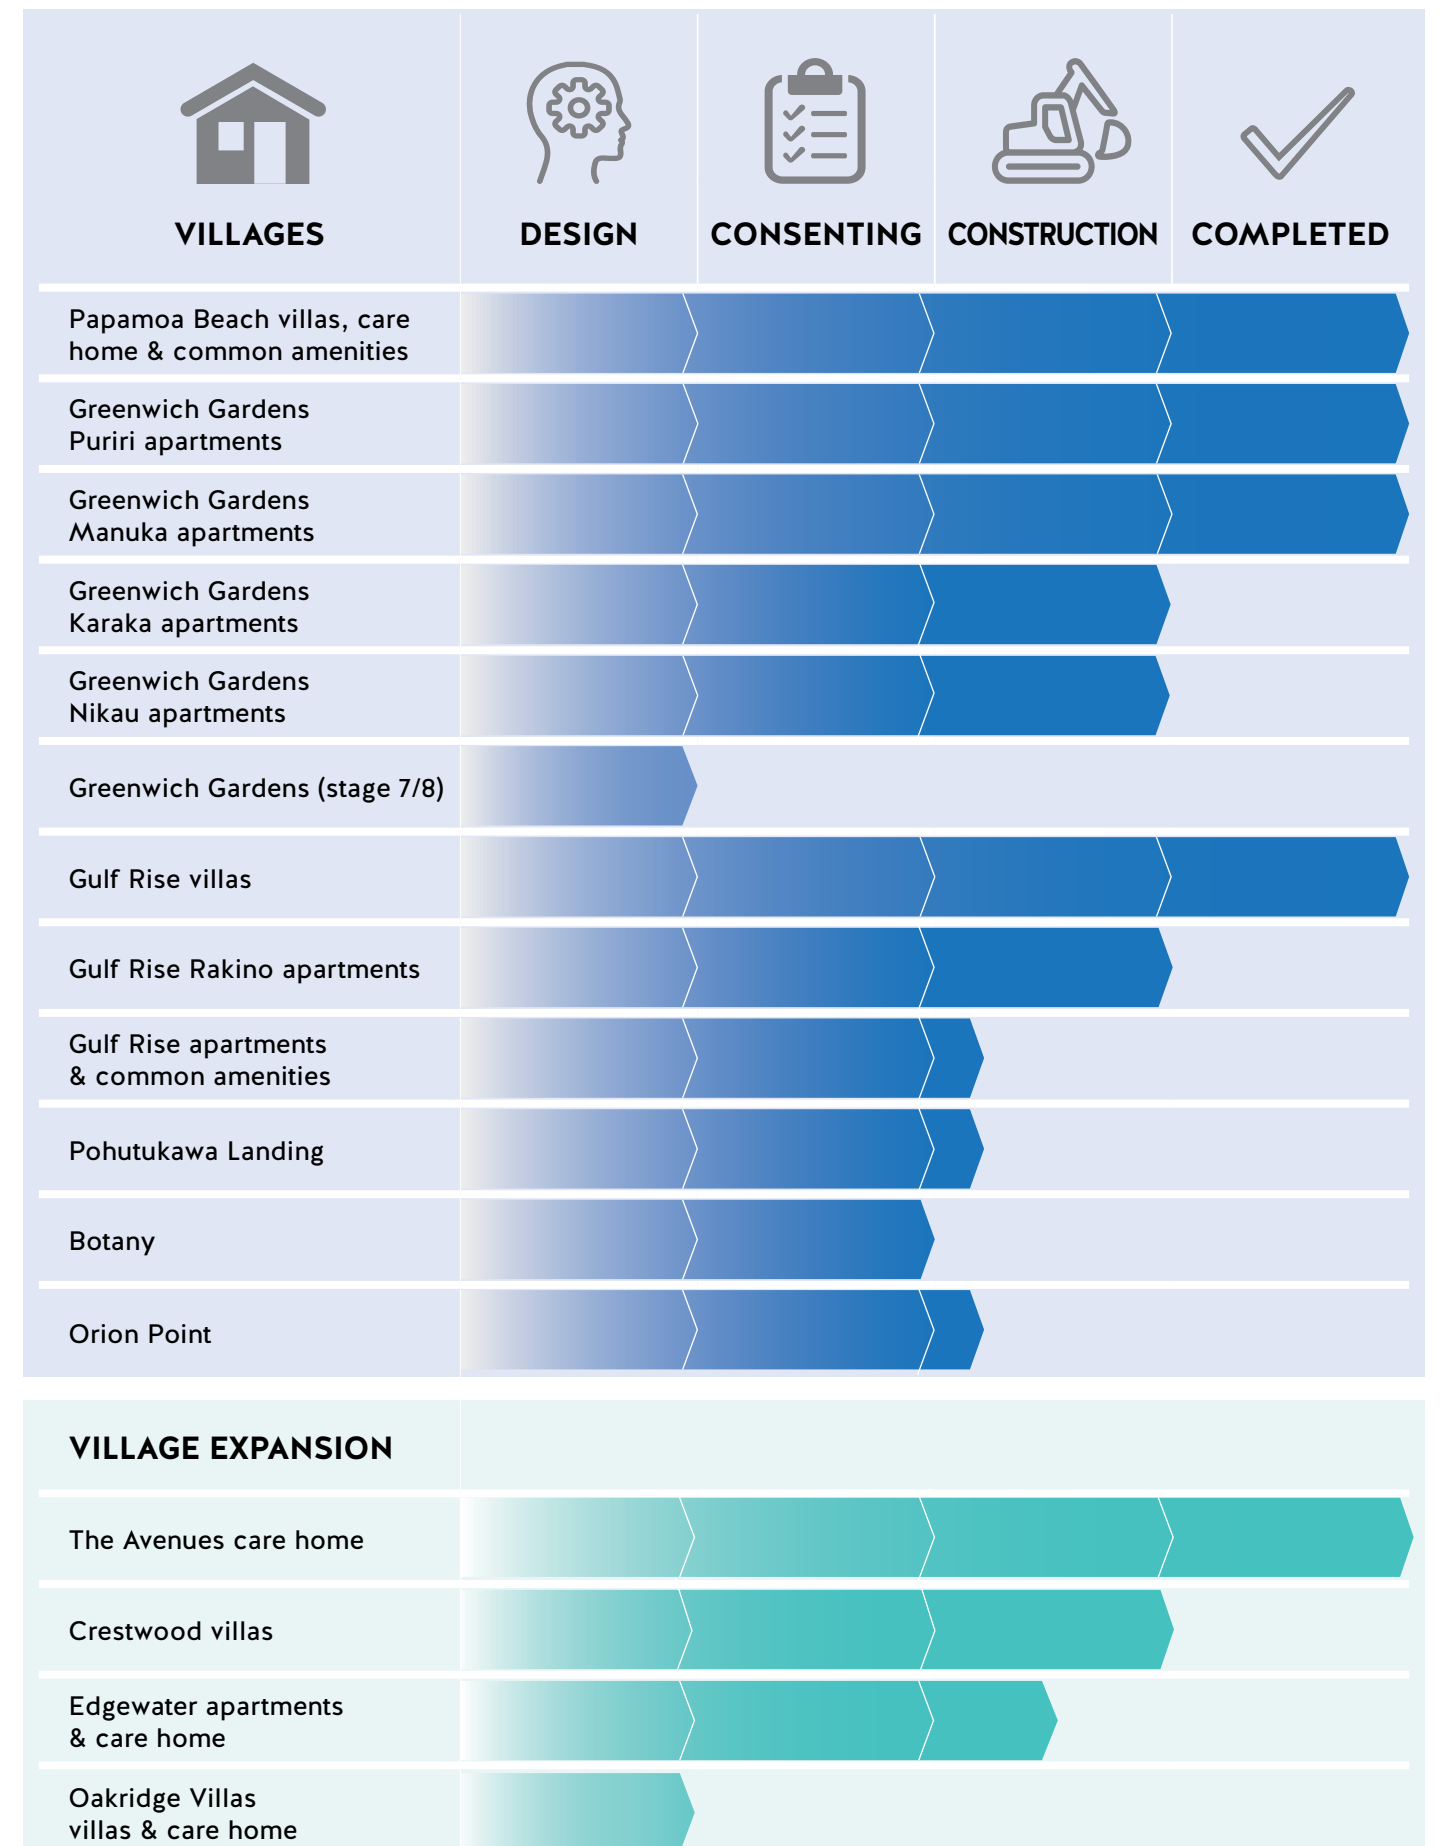 VILLAGES
DESIGN
CONSENTING
CONSTRUCTION
COMPLETED
Papamoa Beach villas, care
home & common amenities
Greenwich Gardens
Puriri apartments
Greenwich Gardens
Manuka apartments
Greenwich Gardens
Karaka apartments
Greenwich Gardens
Nikau apartments
Greenwich Gardens (stage 7/8)
Gulf Rise villas
Gulf Rise Rakino apartments
Gulf Rise apartments
& common amenities
Pohutukawa Landing
Botany
Orion Point
VILLAGE EXPANSION
The Avenues care home
Crestwood villas
Edgewater apartments
& care home
Oakridge Villas
villas & care home